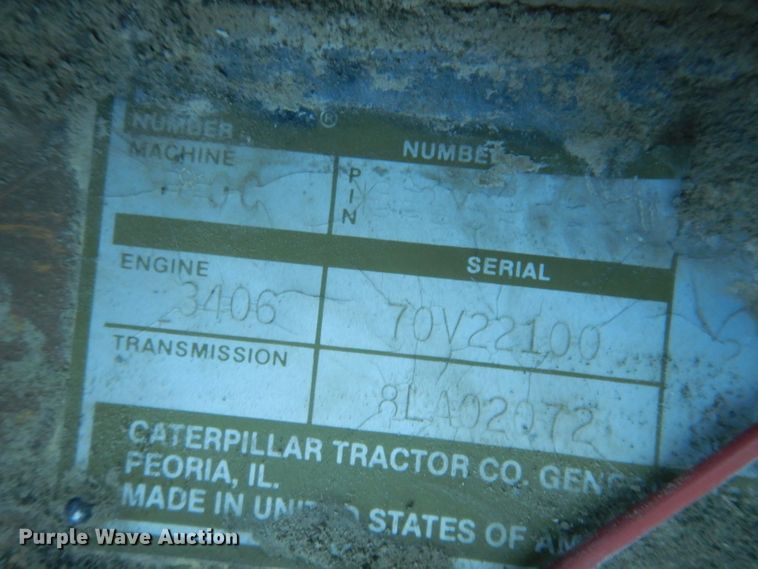 ®
NUMBER NUMBER
MACHINE PIN
ENGINE SERIAL
3406 70V22100
TRANSMISSION
8LA02072
CATERPILLAR TRACTOR CO.
PEORIA, IL.
MADE IN UNITED STATES OF
Purple Wave Auction